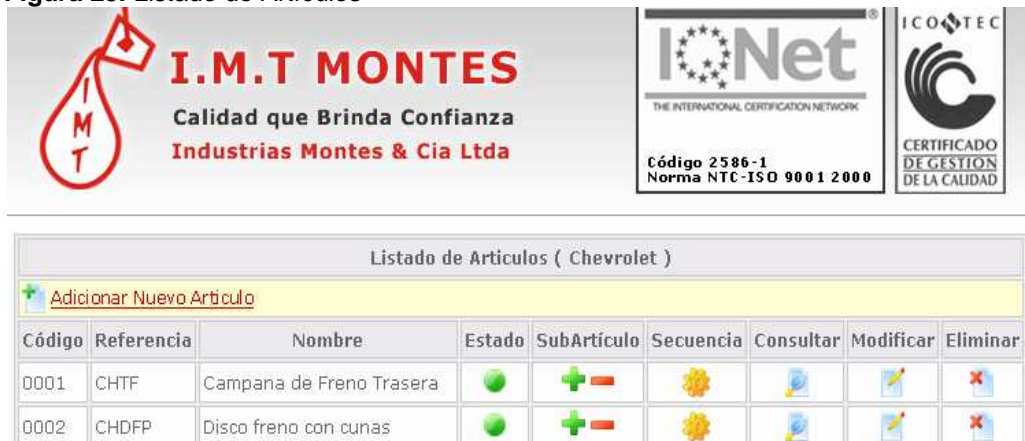 Figura 25. Listado de Artículos
I.M.T MONTES
Calidad que Brinda Confianza
Industrias Montes & Cia Ltda
I
M
T
IQNet ®
THE INTERNATIONAL CERTIFICATION NETWORK
Código 2586-1
Norma NTC-ISO 9001 2000
ICONTEC
CERTIFICADO
DE GESTION
DE LA CALIDAD
Listado de Articulos ( Chevrolet )
Adicionar Nuevo Articulo
Código Referencia Nombre Estado SubArtículo Secuencia Consultar Modificar Eliminar
0001 CHTF Campana de Freno Trasera
0002 CHDFP Disco freno con cunas